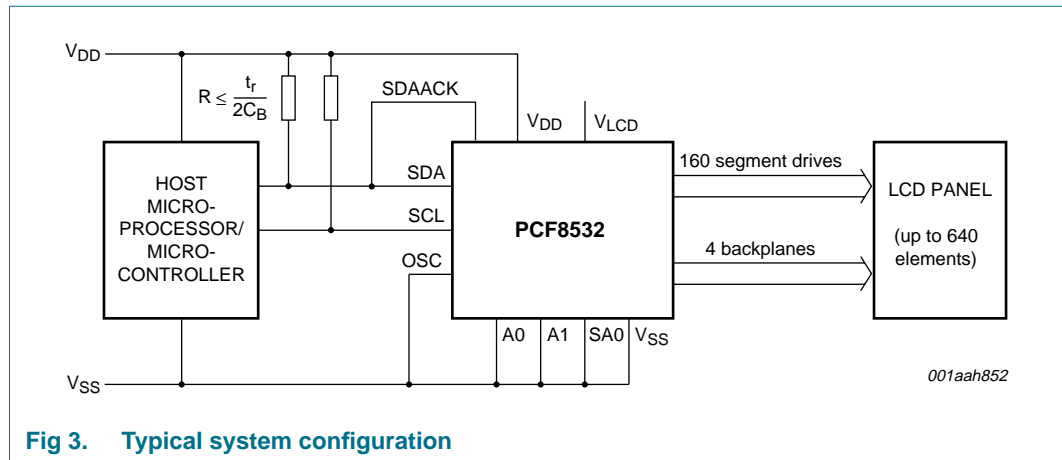 VDD
R ≤ tr
2CB
SDAACK
VDD
VLCD
HOST
MICRO-
PROCESSOR/
MICRO-
CONTROLLER
SDA
SCL
OSC
PCF8532
160 segment drives
4 backplanes
LCD PANEL
(up to 640
elements)
A0
A1
SA0
VSS
VSS
001aah852
Fig 3. Typical system configuration